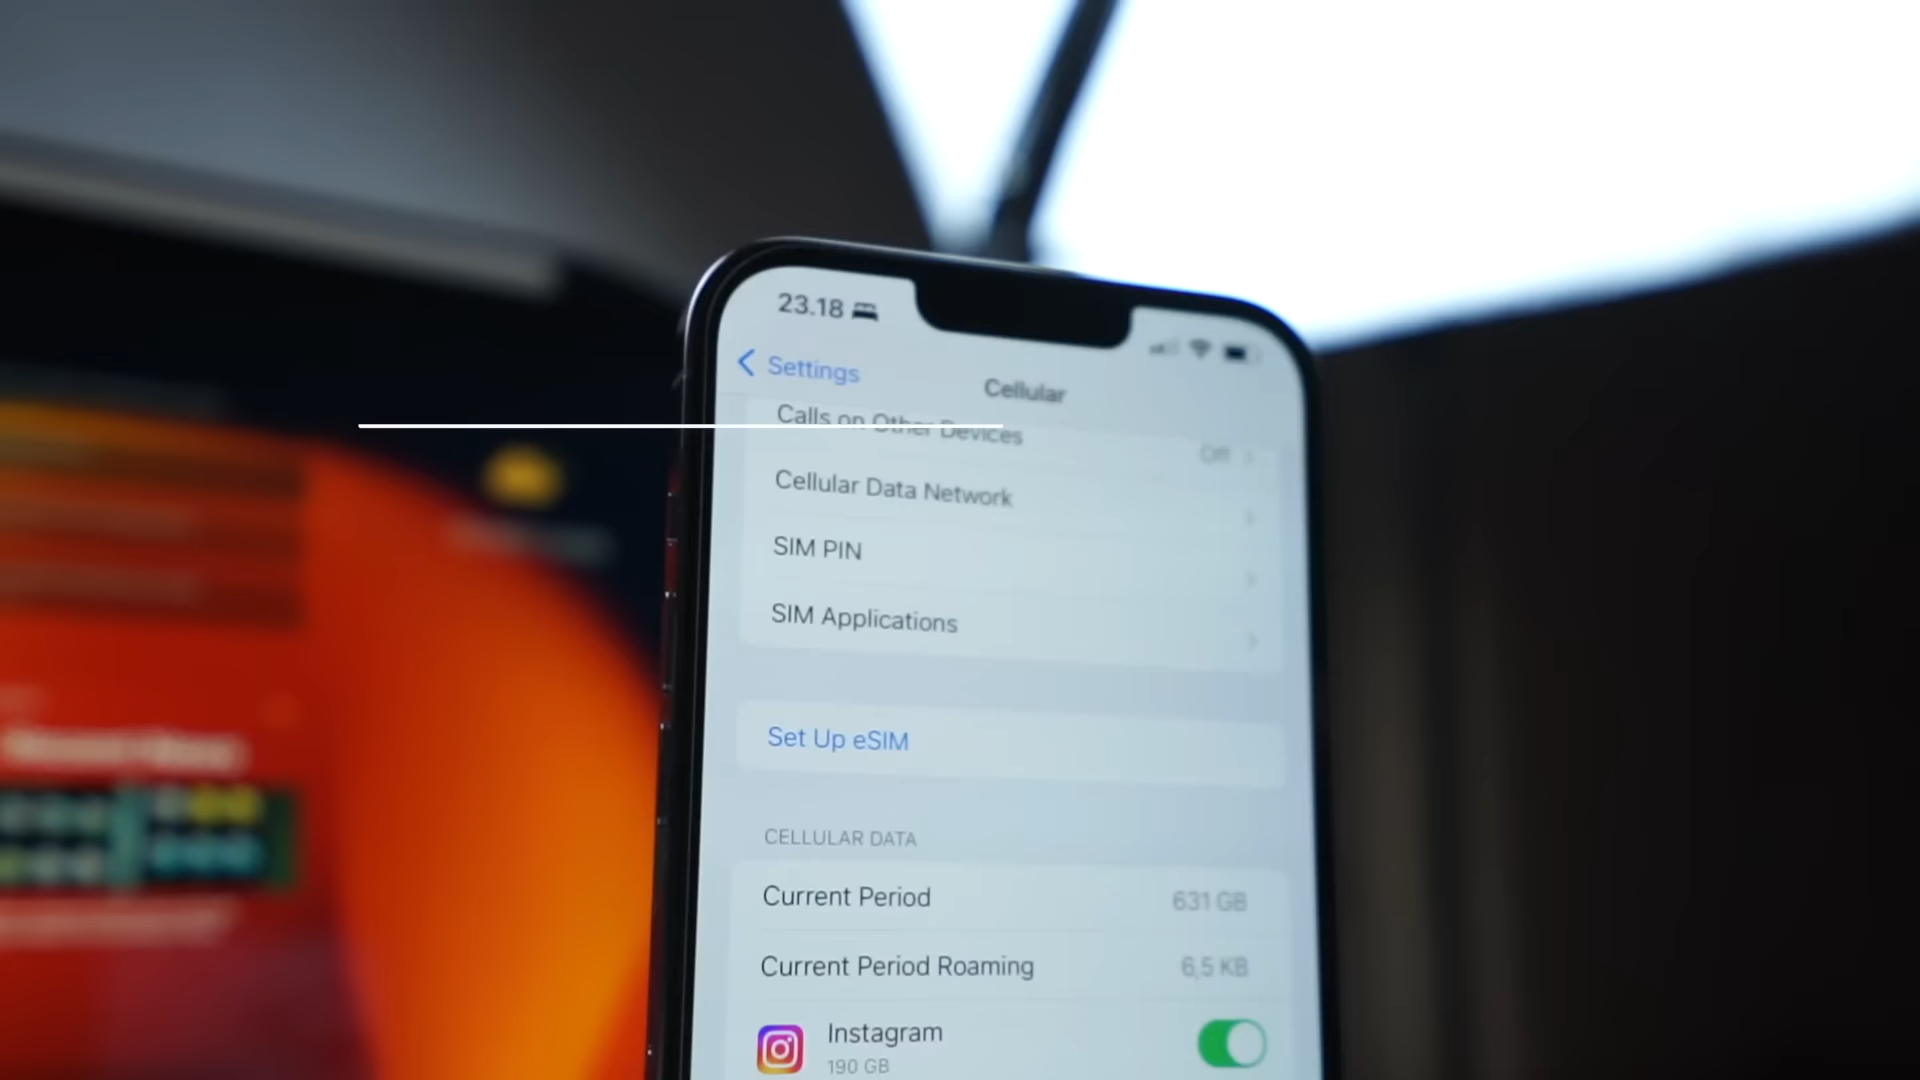 23.18
Settings
Cellular
Calls on Other Devices
Off
Cellular Data Network
SIM PIN
SIM Applications
Set Up eSIM
CELLULAR DATA
Current Period
631 GB
Current Period Roaming
6,5 KB
Instagram
190 GB